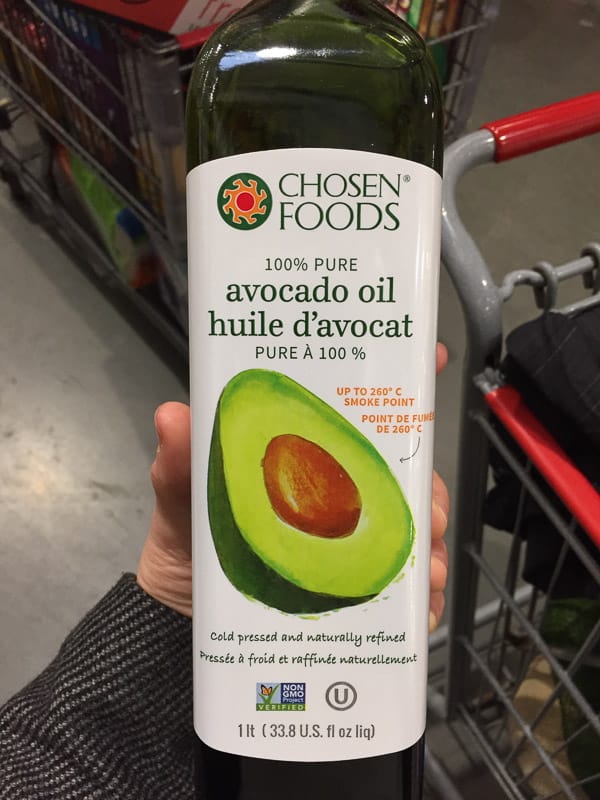 CHOSEN®
FOODS
100% PURE
avocado oil
huile d'avocat
PURE À 100 %
UP TO 260° C
SMOKE POINT
POINT DE FUMÉE
DE 260° C
Cold pressed and naturally refined
Pressée à froid et raffinée naturellement
NON
GMO
Project
VERIFIED
U
1 lt ( 33.8 U.S. fl oz liq)